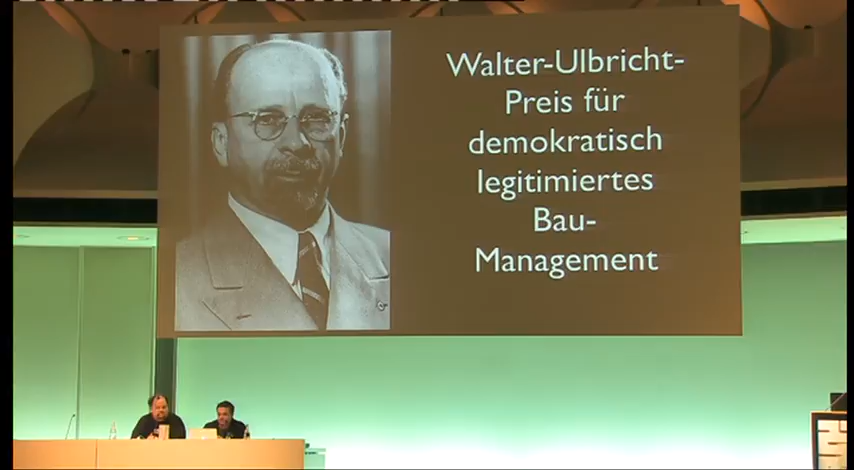 Walter-Ulbricht-
Preis für
demokratisch
legitimiertes
Bau-
Management